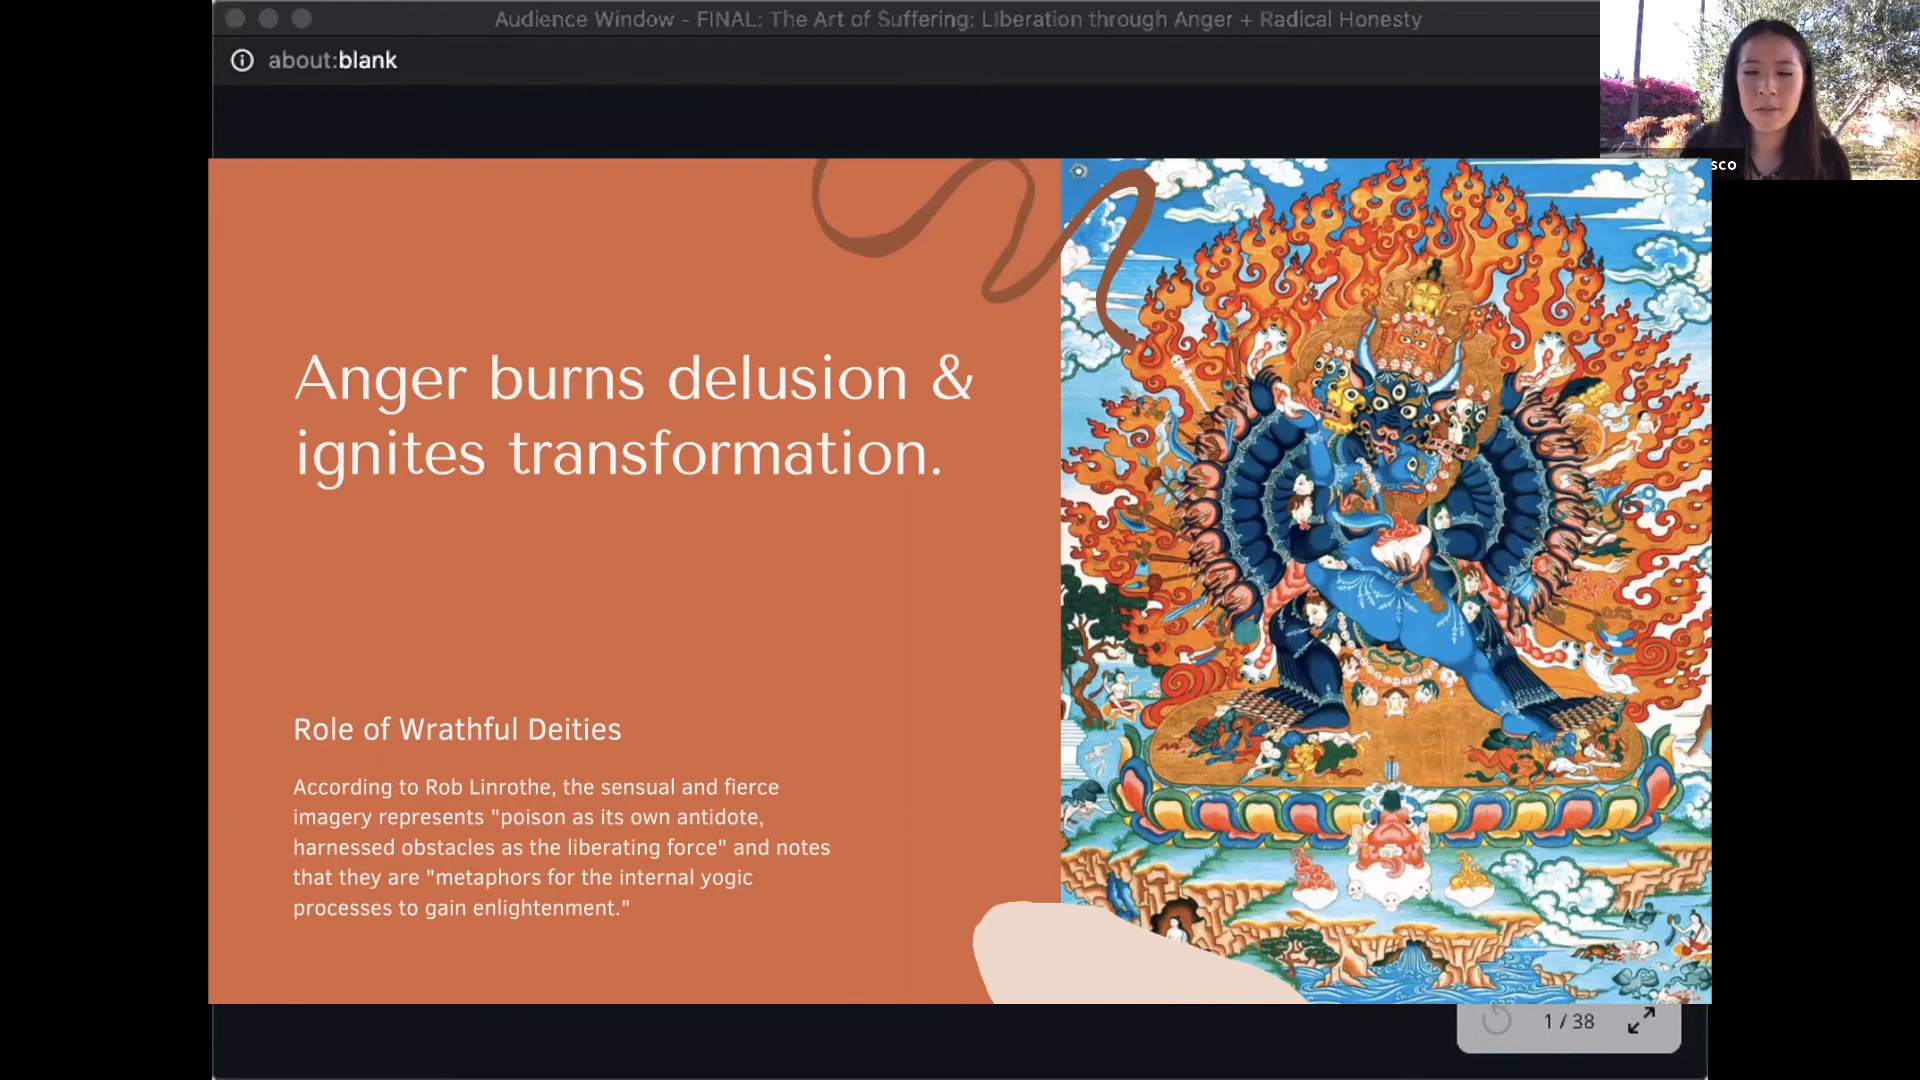 Audience Window - FINAL: The Art of Suffering: LIberation through Anger + Radical Honesty
about:blank
sco
Anger burns delusion &
ignites transformation.
Role of Wrathful Deities
According to Rob Linrothe, the sensual and fierce
imagery represents "poison as its own antidote,
harnessed obstacles as the liberating force" and notes
that they are "metaphors for the internal yogic
processes to gain enlightenment."
1 / 38